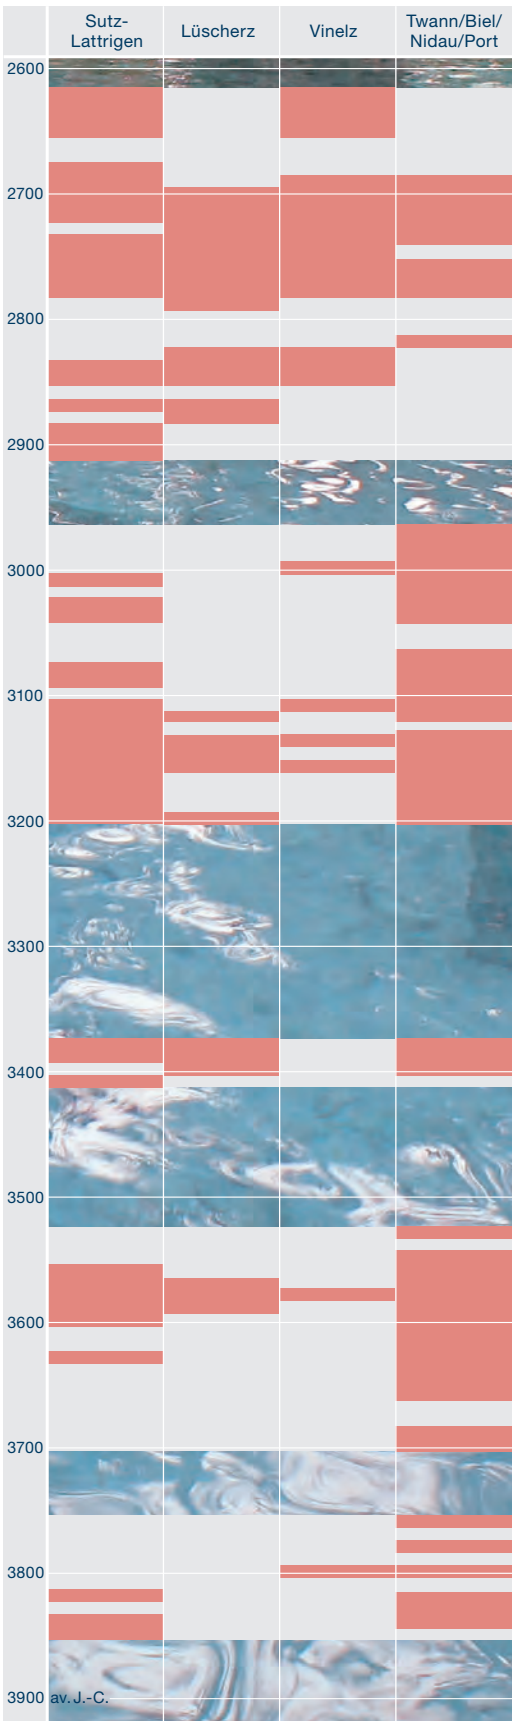 Sutz-
Lattrigen
Lüscherz
Vinelz
Twann/Biel/
Nidau/Port
2600
2700
2800
2900
3000
3100
3200
3300
3400
3500
3600
3700
3800
3900 av. J.-C.